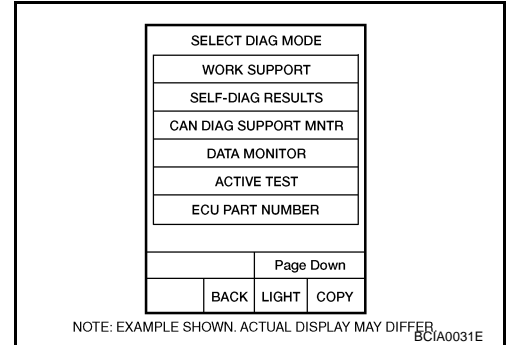 SELECT DIAG MODE
WORK SUPPORT
SELF-DIAG RESULTS
CAN DIAG SUPPORT MNTR
DATA MONITOR
ACTIVE TEST
ECU PART NUMBER
Page Down
BACK LIGHT COPY
NOTE: EXAMPLE SHOWN. ACTUAL DISPLAY MAY DIFFER.
BCIA0031E